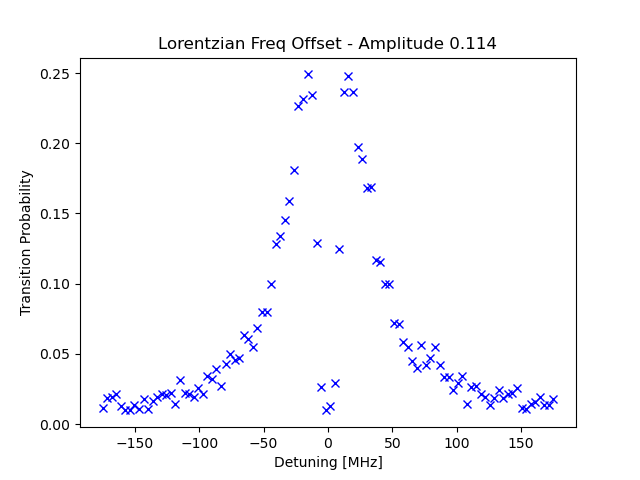 Lorentzian Freq Offset - Amplitude 0.114
Transition Probability
0.25
0.20
0.15
0.10
0.05
0.00
−150 −100 −50 0 50 100 150
Detuning [MHz]